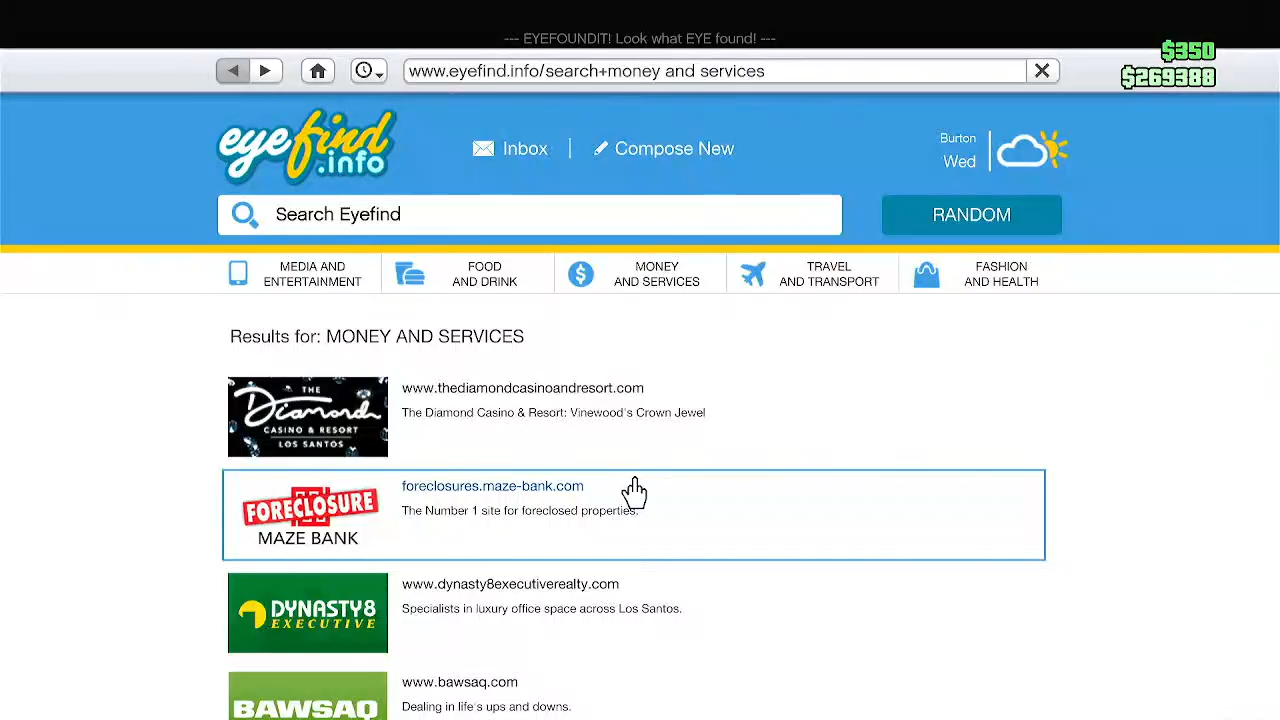 --- EYEFOUNDIT! Look what EYE found! ---
$350
www.eyefind.info/search+money and services
$269388
eyefind
.info
Inbox
Compose New
Burton
Wed
Search Eyefind
RANDOM
MEDIA AND
ENTERTAINMENT
FOOD
AND DRINK
MONEY
AND SERVICES
TRAVEL
AND TRANSPORT
FASHION
AND HEALTH
Results for: MONEY AND SERVICES
THE
Diamond
CASINO & RESORT
LOS SANTOS
www.thediamondcasinoandresort.com
The Diamond Casino & Resort: Vinewood's Crown Jewel
FORECLOSURE
MAZE BANK
foreclosures.maze-bank.com
The Number 1 site for foreclosed properties.
DYNASTY8
EXECUTIVE
www.dynasty8executiverealty.com
Specialists in luxury office space across Los Santos.
BAWSAQ
www.bawsaq.com
Dealing in life's ups and downs.